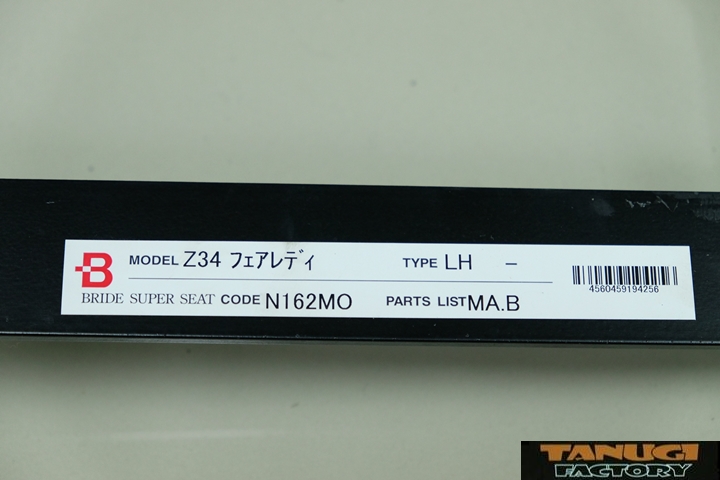 B
MODEL Z34 フェアレディ TYPE LH -
BRIDE SUPER SEAT CODE N162MO PARTS LIST MA.B
4560459194256
TANUGI
FACTORY